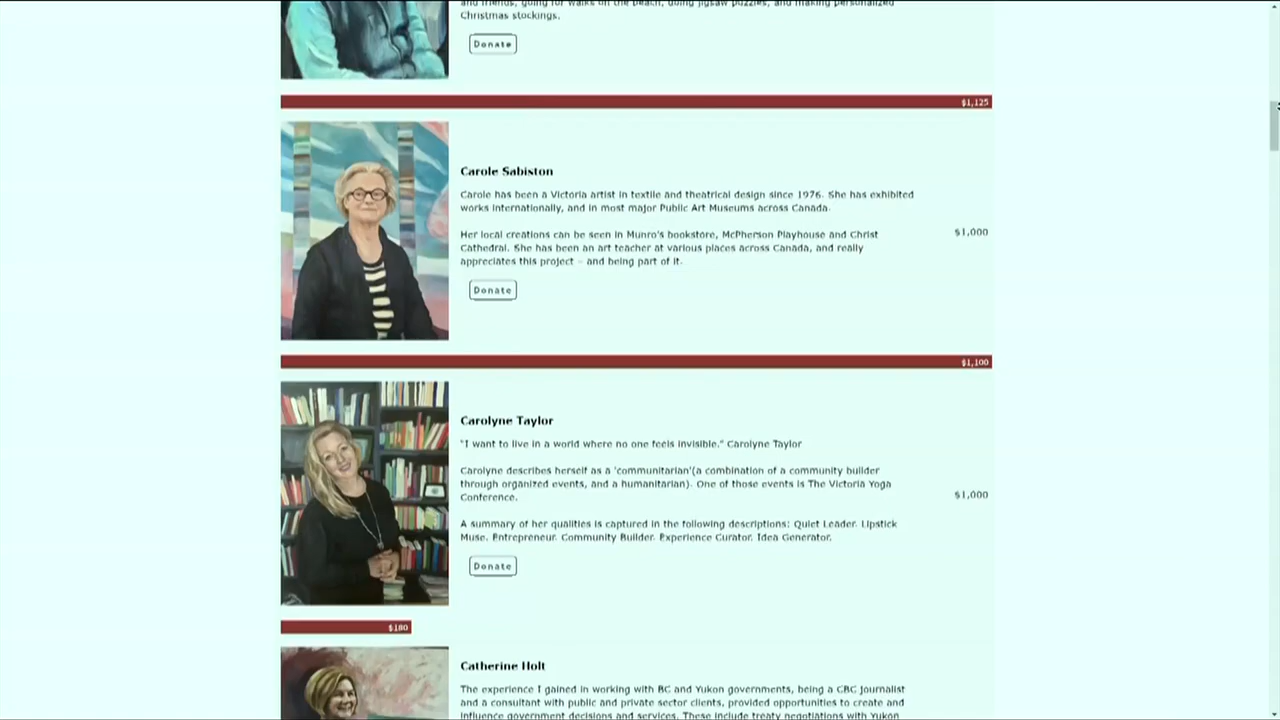 and friends, going for walks on the beach, doing jigsaw puzzles, and making personalized
Christmas stockings.
Donate
$1,125
Carole Sabiston
Carole has been a Victoria artist in textile and theatrical design since 1976. She has exhibited
works internationally, and in most major Public Art Museums across Canada.
Her local creations can be seen in Munro's bookstore, McPherson Playhouse and Christ
Cathedral. She has been an art teacher at various places across Canada, and really
appreciates this project - and being part of it.
$1,000
Donate
$1,100
Carolyne Taylor
"I want to live in a world where no one feels invisible." Carolyne Taylor
Carolyne describes herself as a 'communitarian'(a combination of a community builder
through organized events, and a humanitarian). One of those events is The Victoria Yoga
Conference.
$1,000
A summary of her qualities is captured in the following descriptions: Quiet Leader. Lipstick
Muse. Entrepreneur. Community Builder. Experience Curator. Idea Generator.
Donate
$180
Catherine Holt
The experience I gained in working with BC and Yukon governments, being a CBC journalist
and a consultant with public and private sector clients, provided opportunities to create and
influence government decisions and services. These include treaty negotiations with Yukon